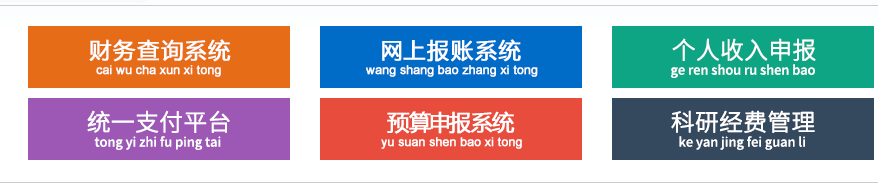 财务查询系统
cai wu cha xun xi tong
网上报账系统
wang shang bao zhang xi tong
个人收入申报
ge ren shou ru shen bao
统一支付平台
tong yi zhi fu ping tai
预算申报系统
yu suan shen bao xi tong
科研经费管理
ke yan jing fei guan li